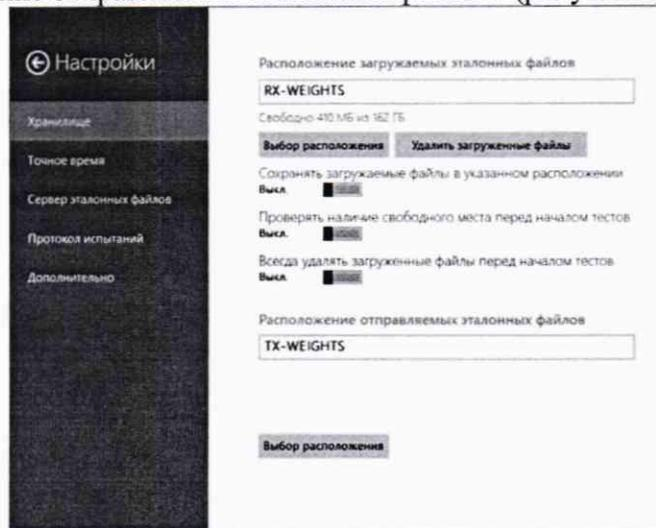 Настройки
Хранилище
Точное время
Сервер эталонных файлов
Протокол испытаний
Дополнительно
Расположение загружаемых эталонных файлов
RX-WEIGHTS
Свободно 410 МБ из 162 ГБ
Выбор расположения
Удалить загруженные файлы
Сохранять загружаемые файлы в указанном расположении
Выкл.
Проверять наличие свободного места перед началом тестов
Выкл.
Всегда удалять загруженные файлы перед началом тестов
Выкл.
Расположение отправляемых эталонных файлов
TX-WEIGHTS
Выбор расположения